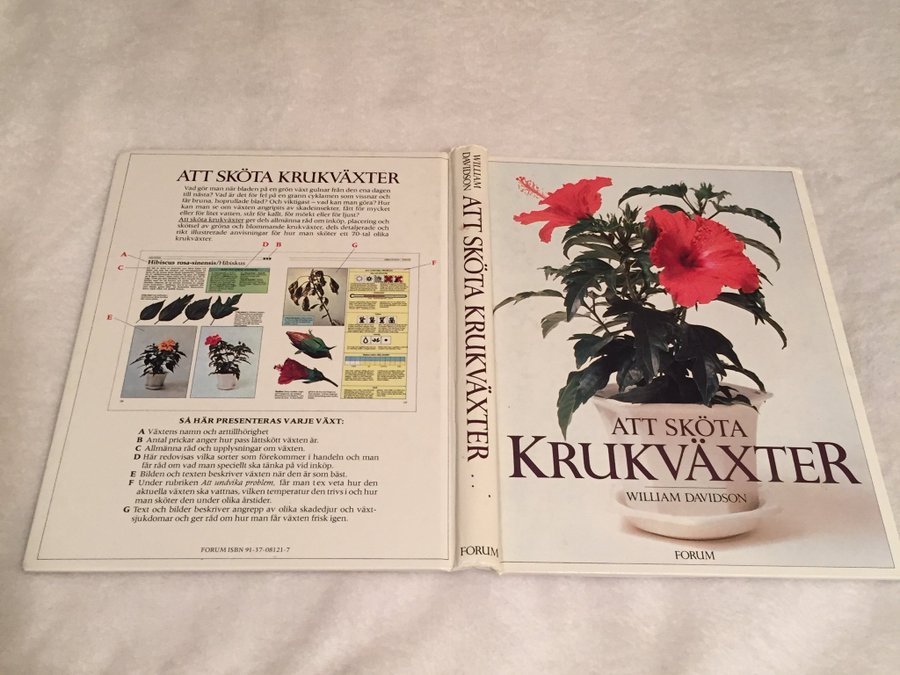 ATT SKÖTA KRUKVÄXTER
Vad gör man när bladen på en grön växt gulnar från den ena dagen
till nästa? Vad är det för fel på en grann cyklamen som vissnar och
får bruna, hoprullade blad? Och viktigast – vad kan man göra? Hur
kan man se om växten angripits av skadeinsekter, fått för mycket
eller för litet vatten, står för kallt, för mörkt eller för ljust?
Att sköta krukväxter ger dels allmänna råd om inköp, placering och
skötsel av gröna och blommande krukväxter, dels detaljerade och
rikt illustrerade anvisningar för hur man sköter ett 70-tal olika
krukväxter.
D B
G
A
C
F
E
Hibiscus rosa-sinensis/Hibiskus
SÅ HÄR PRESENTERAS VARJE VÄXT:
A Växtens namn och arttillhörighet
B Antal prickar anger hur pass lättskött växten är.
C Allmänna råd och upplysningar om växten.
D Här redovisas vilka sorter som förekommer i handeln och man
får råd om vad man speciellt ska tänka på vid inköp.
E Bilden och texten beskriver växten när den är som bäst.
F Under rubriken Att undvika problem, får man t ex veta hur den
aktuella växten ska vattnas, vilken temperatur den trivs i och hur
man sköter den under olika årstider.
G Text och bilder beskriver angrepp av olika skadedjur och växt-
sjukdomar och ger råd om hur man får växten frisk igen.
FORUM ISBN 91-37-08121-7
WILLIAM
DAVIDSON
ATT SKÖTA KRUKVÄXTER
FORUM
ATT SKÖTA
KRUKVÄXTER
WILLIAM DAVIDSON
FORUM